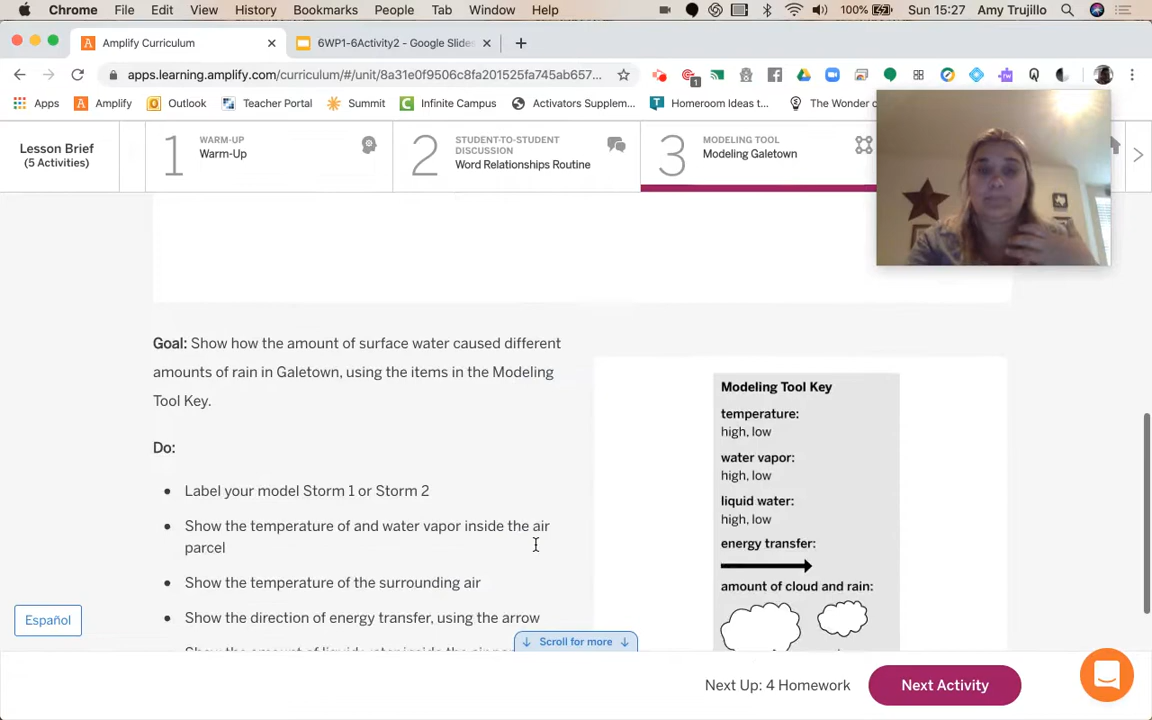 Chrome File Edit View History Bookmarks People Tab Window Help 100% Sun 15:27 Amy Trujillo
Amplify Curriculum
6WP1-6Activity2 - Google Slides
apps.learning.amplify.com/curriculum/#/unit/8a31e0f9506c8fa201525fa745ab657...
Apps Amplify Outlook Teacher Portal Summit Infinite Campus Activators Supplem... Homeroom Ideas t... The Wonder of
Lesson Brief
(5 Activities)
1
WARM-UP
Warm-Up
2
STUDENT-TO-STUDENT
DISCUSSION
Word Relationships Routine
3
MODELING TOOL
Modeling Galetown
Goal: Show how the amount of surface water caused different
amounts of rain in Galetown, using the items in the Modeling
Tool Key.
Do:
• Label your model Storm 1 or Storm 2
• Show the temperature of and water vapor inside the air
parcel
• Show the temperature of the surrounding air
• Show the direction of energy transfer, using the arrow
Modeling Tool Key
temperature:
high, low
water vapor:
high, low
liquid water:
high, low
energy transfer:
amount of cloud and rain:
Español
Scroll for more
Next Up: 4 Homework
Next Activity